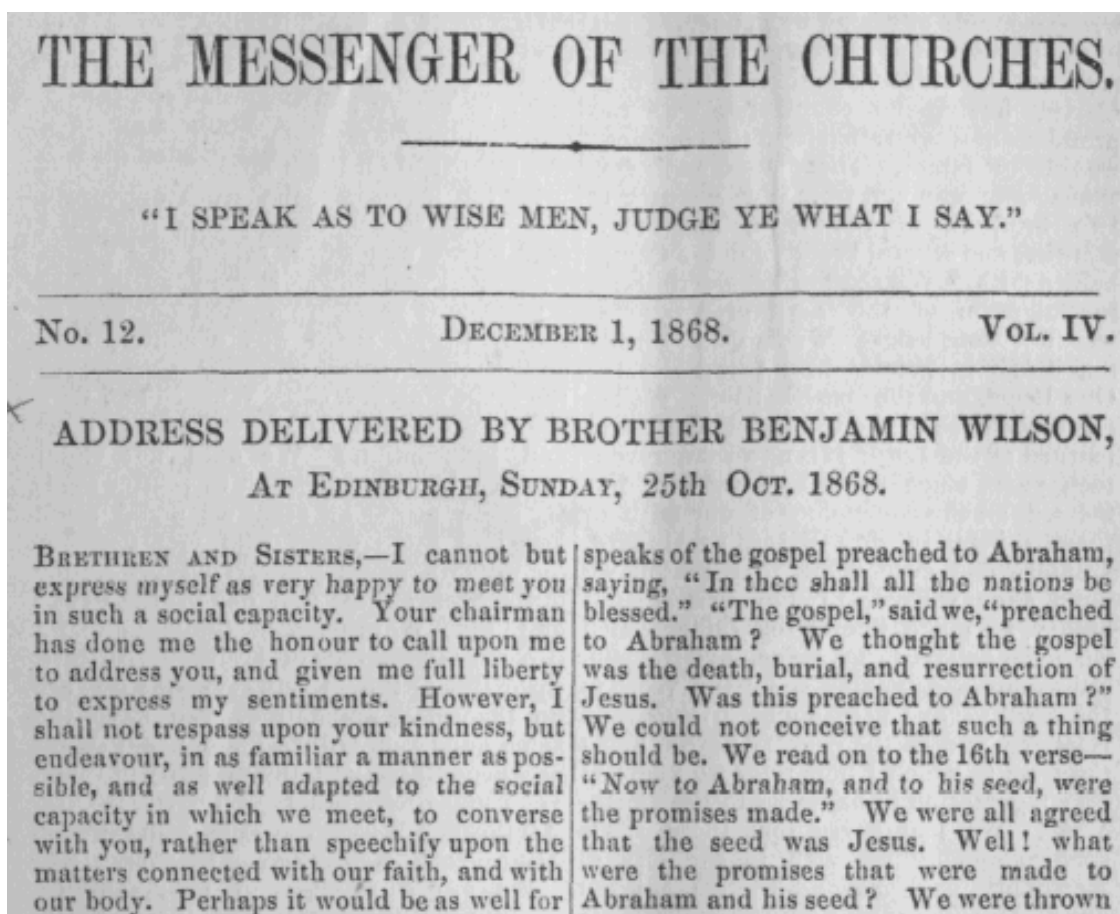 THE MESSENGER OF THE CHURCHES.
"I SPEAK AS TO WISE MEN, JUDGE YE WHAT I SAY."
No. 12. DECEMBER 1, 1868. VOL. IV.
ADDRESS DELIVERED BY BROTHER BENJAMIN WILSON,
AT EDINBURGH, SUNDAY, 25th OCT. 1868.
BRETHREN AND SISTERS,—I cannot but
express myself as very happy to meet you
in such a social capacity. Your chairman
has done me the honour to call upon me
to address you, and given me full liberty
to express my sentiments. However, I
shall not trespass upon your kindness, but
endeavour, in as familiar a manner as pos-
sible, and as well adapted to the social
capacity in which we meet, to converse
with you, rather than speechify upon the
matters connected with our faith, and with
our body. Perhaps it would be as well for
speaks of the gospel preached to Abraham,
saying, "In thee shall all the nations be
blessed." "The gospel," said we, "preached
to Abraham? We thought the gospel
was the death, burial, and resurrection of
Jesus. Was this preached to Abraham?"
We could not conceive that such a thing
should be. We read on to the 16th verse—
"Now to Abraham, and to his seed, were
the promises made." We were all agreed
that the seed was Jesus. Well! what
were the promises that were made to
Abraham and his seed? We were thrown